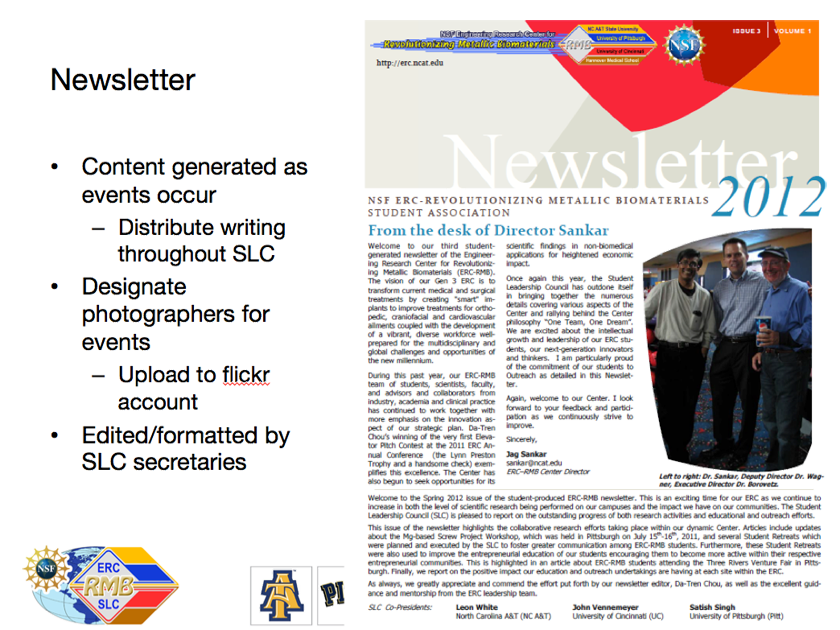 Newsletter
• Content generated as
events occur
– Distribute writing
throughout SLC
• Designate
photographers for
events
– Upload to flickr
account
• Edited/formatted by
SLC secretaries
NSF
ERC
RMB
SLC
A T
PI
NSF Engineering Research Center for
Revolutionizing Metallic Biomaterials
RMB
NC A&T State University
University of Pittsburgh
University of Cincinnati
Hannover Medical School
NSF
ISSUE 3 | VOLUME 1
http://erc.ncat.edu
Newsletter
2012
NSF ERC-REVOLUTIONIZING METALLIC BIOMATERIALS
STUDENT ASSOCIATION
From the desk of Director Sankar
Welcome to our third student-
generated newsletter of the Engineer-
ing Research Center for Revolutioniz-
ing Metallic Biomaterials (ERC-RMB).
The vision of our Gen 3 ERC is to
transform current medical and surgical
treatments by creating "smart" im-
plants to improve treatments for ortho-
pedic, craniofacial and cardiovascular
ailments coupled with the development
of a vibrant, diverse workforce well-
prepared for the multidisciplinary and
global challenges and opportunities of
the new millennium.
During this past year, our ERC-RMB
team of students, scientists, faculty,
and advisors and collaborators from
industry, academia and clinical practice
has continued to work together with
more emphasis on the innovation as-
pect of our strategic plan. Da-Tren
Chou's winning of the very first Eleva-
tor Pitch Contest at the 2011 ERC An-
nual Conference (the Lynn Preston
Trophy and a handsome check) exem-
plifies this excellence. The Center has
also begun to seek opportunities for its
scientific findings in non-biomedical
applications for heightened economic
impact.
Once again this year, the Student
Leadership Council has outdone itself
in bringing together the numerous
details covering various aspects of the
Center and rallying behind the Center
philosophy "One Team, One Dream".
We are excited about the intellectual
growth and leadership of our ERC stu-
dents, our next-generation innovators
and thinkers. I am particularly proud
of the commitment of our students to
Outreach as detailed in this Newslet-
ter.
Again, welcome to our Center. I look
forward to your feedback and partici-
pation as we continuously strive to
improve.
Sincerely,
Jag Sankar
sankar@ncat.edu
ERC–RMB Center Director
Left to right: Dr. Sankar, Deputy Director Dr. Wag-
ner, Executive Director Dr. Borovetz.
Welcome to the Spring 2012 issue of the student-produced ERC-RMB newsletter. This is an exciting time for our ERC as we continue to
increase in both the level of scientific research being performed on our campuses and the impact we have on our communities. The Student
Leadership Council (SLC) is pleased to report on the outstanding progress of both research activities and educational and outreach efforts.
This issue of the newsletter highlights the collaborative research efforts taking place within our dynamic Center. Articles include updates
about the Mg-based Screw Project Workshop, which was held in Pittsburgh on July 15th-16th, 2011, and several Student Retreats which
were planned and executed by the SLC to foster greater communication among ERC-RMB students. Furthermore, these Student Retreats
were also used to improve the entrepreneurial education of our students encouraging them to become more active within their respective
entrepreneurial communities. This is highlighted in an article about ERC-RMB students attending the Three Rivers Venture Fair in Pitts-
burgh. Finally, we report on the positive impact our education and outreach undertakings are having at each site within the ERC.
As always, we greatly appreciate and commend the effort put forth by our newsletter editor, Da-Tren Chou, as well as the excellent guid-
ance and mentorship from the ERC leadership team.
SLC Co-Presidents: Leon White John Vennemeyer Satish Singh
North Carolina A&T (NC A&T) University of Cincinnati (UC) University of Pittsburgh (Pitt)